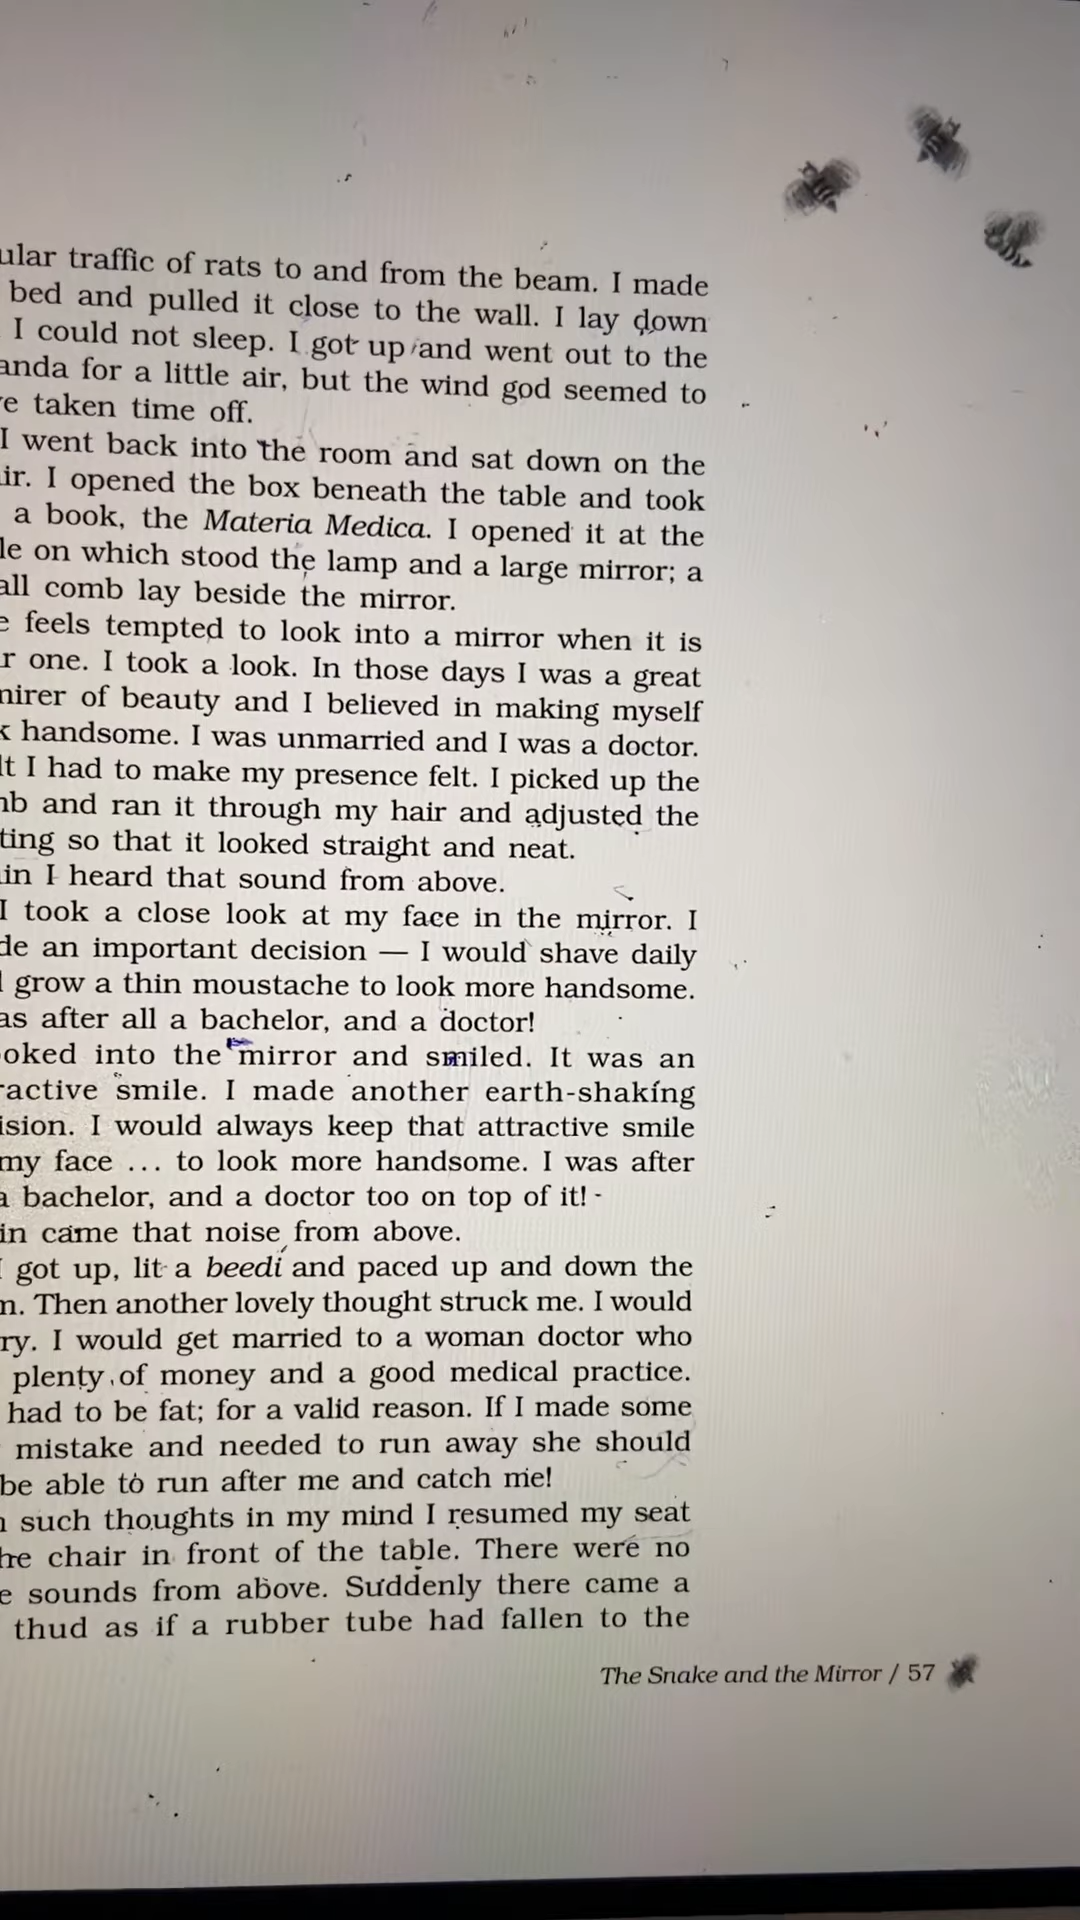 ular traffic of rats to and from the beam. I made
bed and pulled it close to the wall. I lay down
I could not sleep. I got up and went out to the
anda for a little air, but the wind god seemed to
e taken time off.
I went back into the room and sat down on the
ir. I opened the box beneath the table and took
a book, the Materia Medica. I opened it at the
le on which stood the lamp and a large mirror; a
all comb lay beside the mirror.
e feels tempted to look into a mirror when it is
r one. I took a look. In those days I was a great
mirer of beauty and I believed in making myself
k handsome. I was unmarried and I was a doctor.
lt I had to make my presence felt. I picked up the
mb and ran it through my hair and adjusted the
ting so that it looked straight and neat.
in I heard that sound from above.
I took a close look at my face in the mirror. I
de an important decision — I would shave daily
grow a thin moustache to look more handsome.
as after all a bachelor, and a doctor!
oked into the mirror and smiled. It was an
ractive smile. I made another earth-shaking
ision. I would always keep that attractive smile
my face ... to look more handsome. I was after
a bachelor, and a doctor too on top of it!
in came that noise from above.
I got up, lit a beedi and paced up and down the
m. Then another lovely thought struck me. I would
ry. I would get married to a woman doctor who
plenty of money and a good medical practice.
had to be fat; for a valid reason. If I made some
mistake and needed to run away she should
be able to run after me and catch me!
such thoughts in my mind I resumed my seat
he chair in front of the table. There were no
e sounds from above. Suddenly there came a
thud as if a rubber tube had fallen to the
The Snake and the Mirror / 57